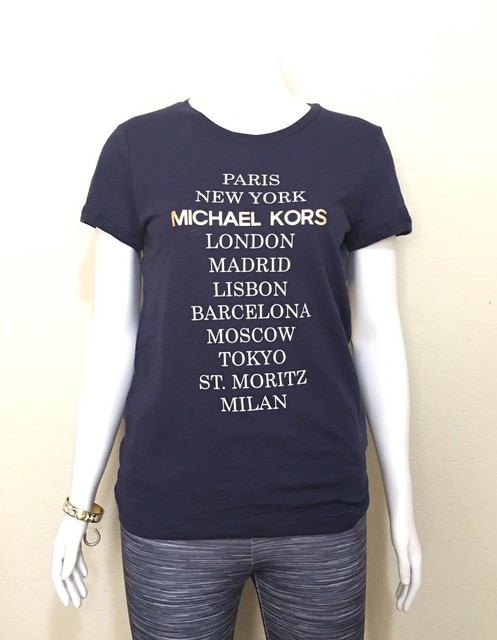 PARIS
NEW YORK
MICHAEL KORS
LONDON
MADRID
LISBON
BARCELONA
MOSCOW
TOKYO
ST. MORITZ
MILAN